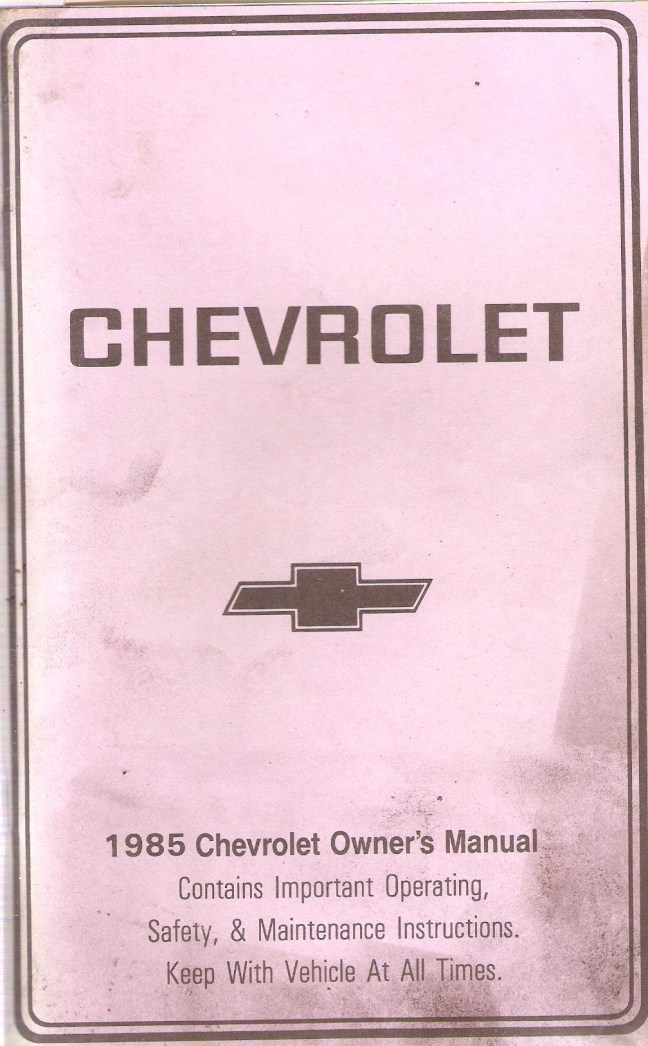 CHEVROLET
1985 Chevrolet Owner's Manual
Contains Important Operating,
Safety, & Maintenance Instructions.
Keep With Vehicle At All Times.